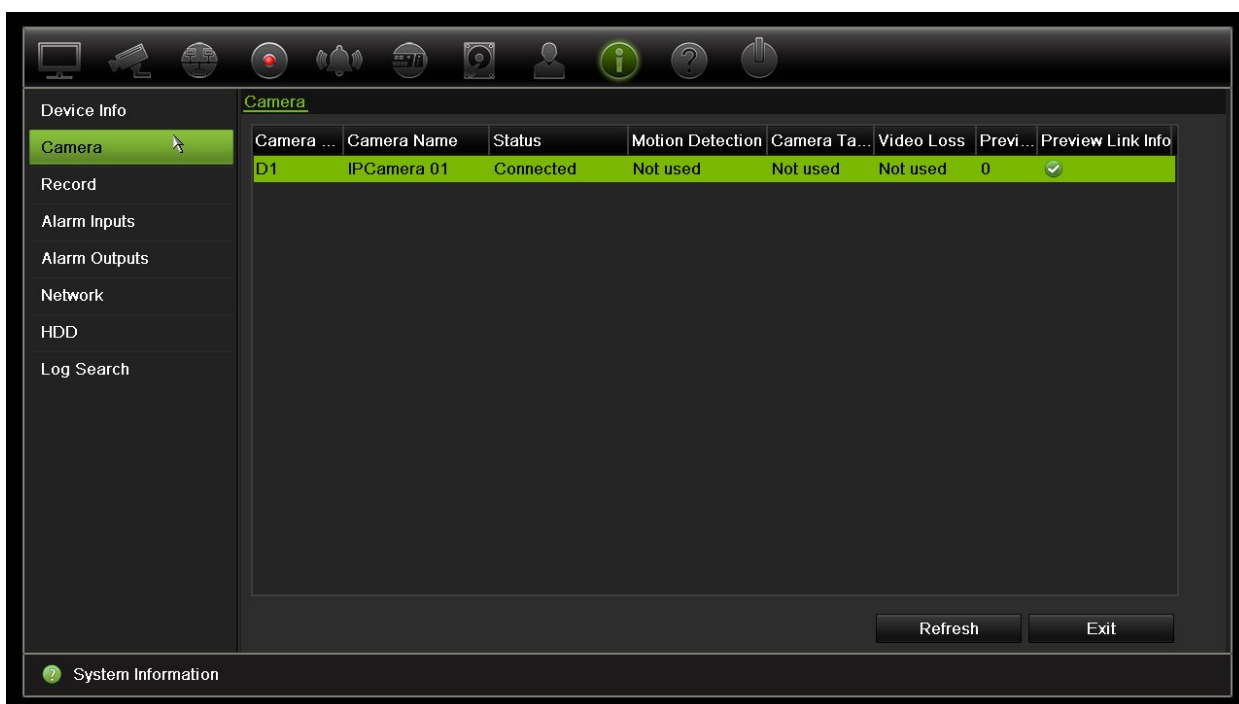 Device Info
Camera
Record
Alarm Inputs
Alarm Outputs
Network
HDD
Log Search
Camera
Camera ... Camera Name Status Motion Detection Camera Ta... Video Loss Previ... Preview Link Info
D1 IPCamera 01 Connected Not used Not used Not used 0
Refresh Exit
System Information